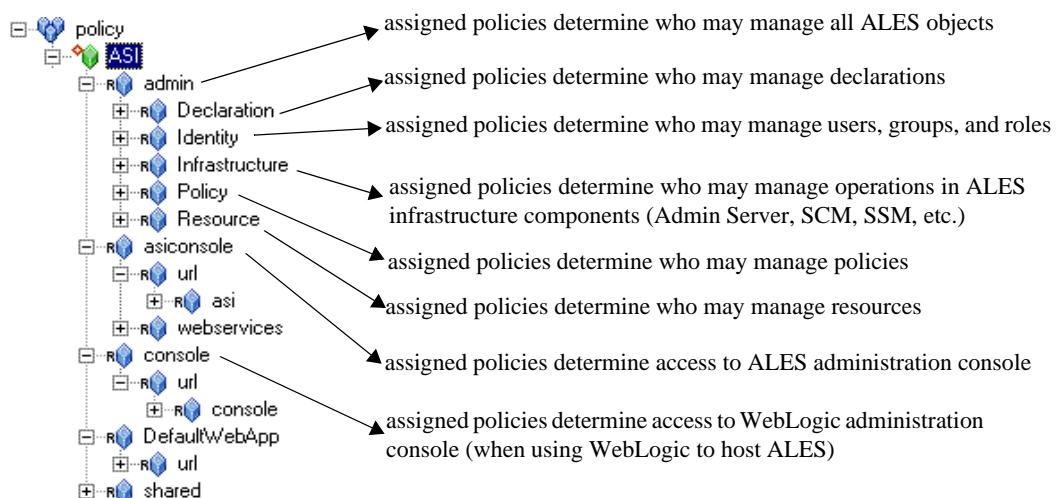 policy
ASI
admin
Declaration
Identity
Infrastructure
Policy
Resource
asiconsole
url
asi
webservices
console
url
console
DefaultWebApp
url
shared
assigned policies determine who may manage all ALES objects
assigned policies determine who may manage declarations
assigned policies determine who may manage users, groups, and roles
assigned policies determine who may manage operations in ALES
infrastructure components (Admin Server, SCM, SSM, etc.)
assigned policies determine who may manage policies
assigned policies determine who may manage resources
assigned policies determine access to ALES administration console
assigned policies determine access to WebLogic administration
console (when using WebLogic to host ALES)